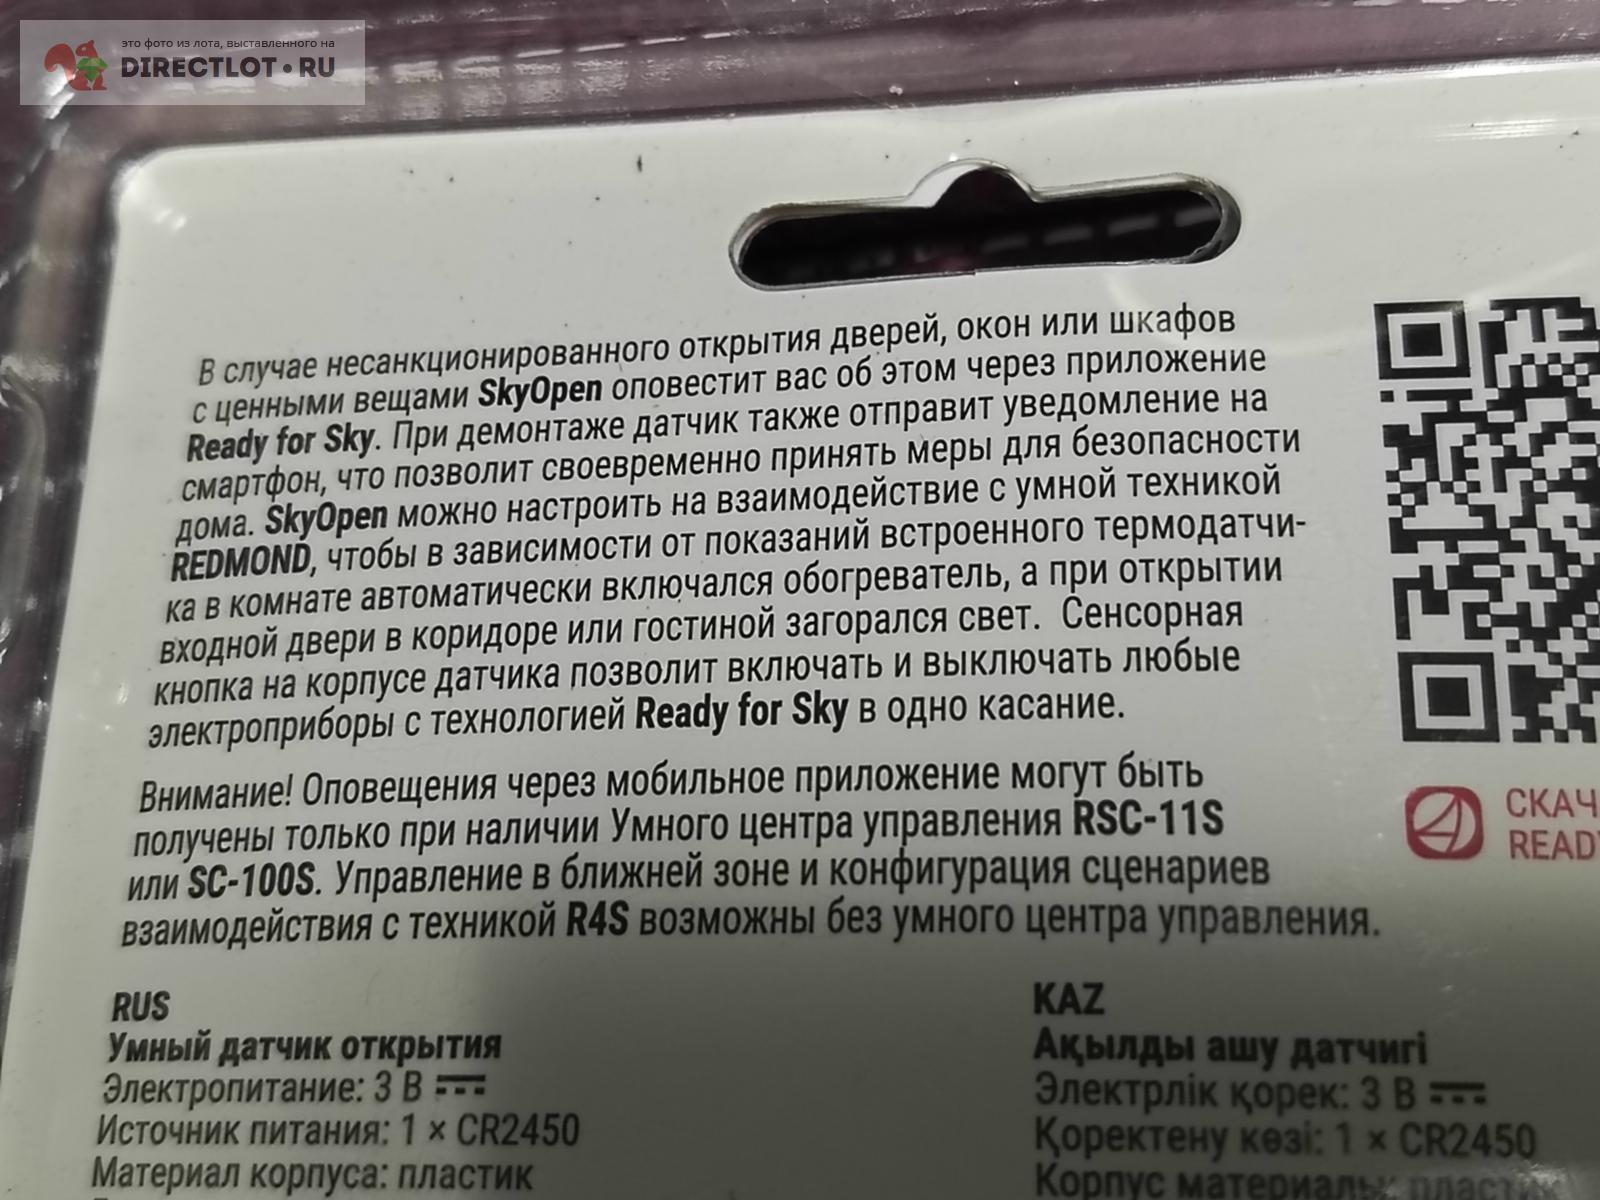 это фото из лота, выставленного на
DIRECTLOT•RU
В случае несанкционированного открытия дверей, окон или шкафов
с ценными вещами SkyOpen оповестит вас об этом через приложение
Ready for Sky. При демонтаже датчик также отправит уведомление на
смартфон, что позволит своевременно принять меры для безопасности
дома. SkyOpen можно настроить на взаимодействие с умной техникой
REDMOND, чтобы в зависимости от показаний встроенного термодатчи-
ка в комнате автоматически включался обогреватель, а при открытии
входной двери в коридоре или гостиной загорался свет. Сенсорная
кнопка на корпусе датчика позволит включать и выключать любые
электроприборы с технологией Ready for Sky в одно касание.
Внимание! Оповещения через мобильное приложение могут быть
получены только при наличии Умного центра управления RSC-11S
или SC-100S. Управление в ближней зоне и конфигурация сценариев
взаимодействия с техникой R4S возможны без умного центра управления.
СКАЧ
READY
RUS
Умный датчик открытия
Электропитание: 3 В
Источник питания: 1 × CR2450
Материал корпуса: пластик
KAZ
Ақылды ашу датчигі
Электрлік қорек: 3 В
Қоректену көзі: 1 × CR2450
Корпус материалы: пластик